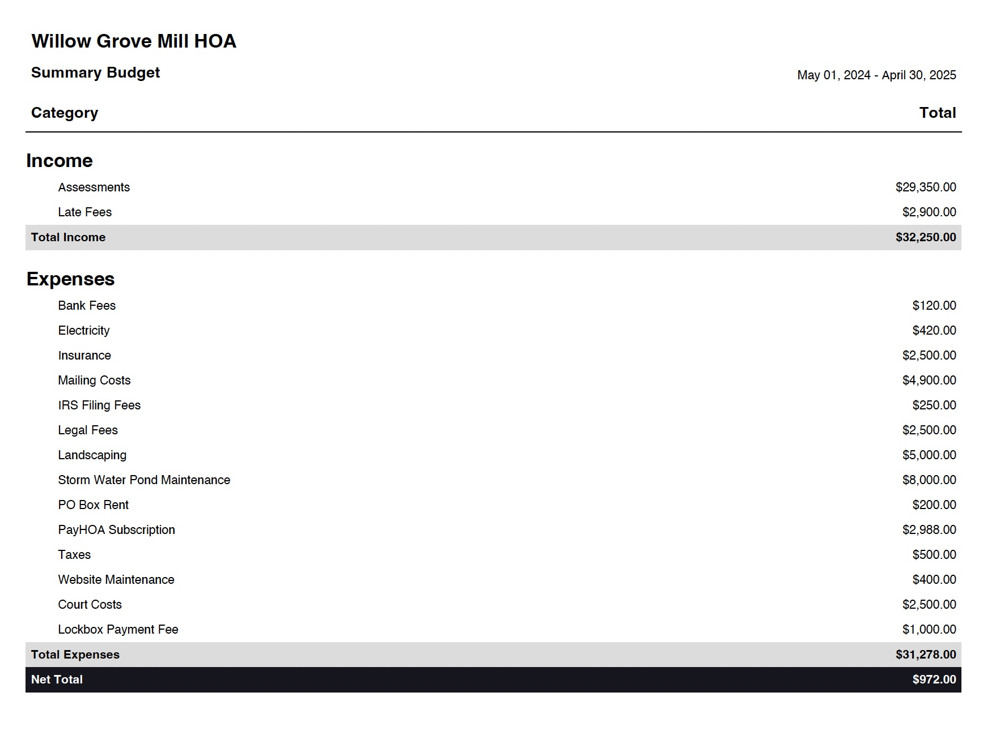 Willow Grove Mill HOA
Summary Budget May 01, 2024 - April 30, 2025
Category Total
Income
Assessments $29,350.00
Late Fees $2,900.00
Total Income $32,250.00
Expenses
Bank Fees $120.00
Electricity $420.00
Insurance $2,500.00
Mailing Costs $4,900.00
IRS Filing Fees $250.00
Legal Fees $2,500.00
Landscaping $5,000.00
Storm Water Pond Maintenance $8,000.00
PO Box Rent $200.00
PayHOA Subscription $2,988.00
Taxes $500.00
Website Maintenance $400.00
Court Costs $2,500.00
Lockbox Payment Fee $1,000.00
Total Expenses $31,278.00
Net Total $972.00